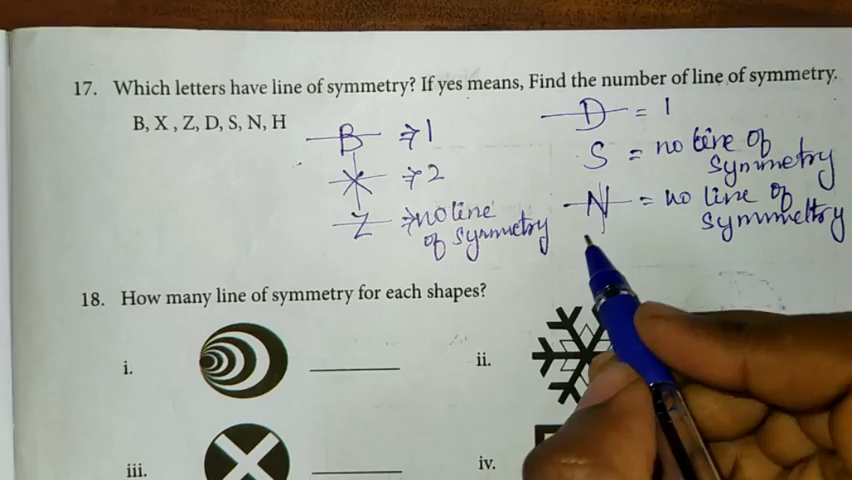 17. Which letters have line of symmetry? If yes means, Find the number of line of symmetry.
B, X , Z, D, S, N, H
B ⇒ 1
X ⇒ 2
Z ⇒ no line
of symmetry
D = 1
S = no line of
symmetry
N = no line of
symmeltry
18. How many line of symmetry for each shapes?
i.
ii.
iii.
iv.